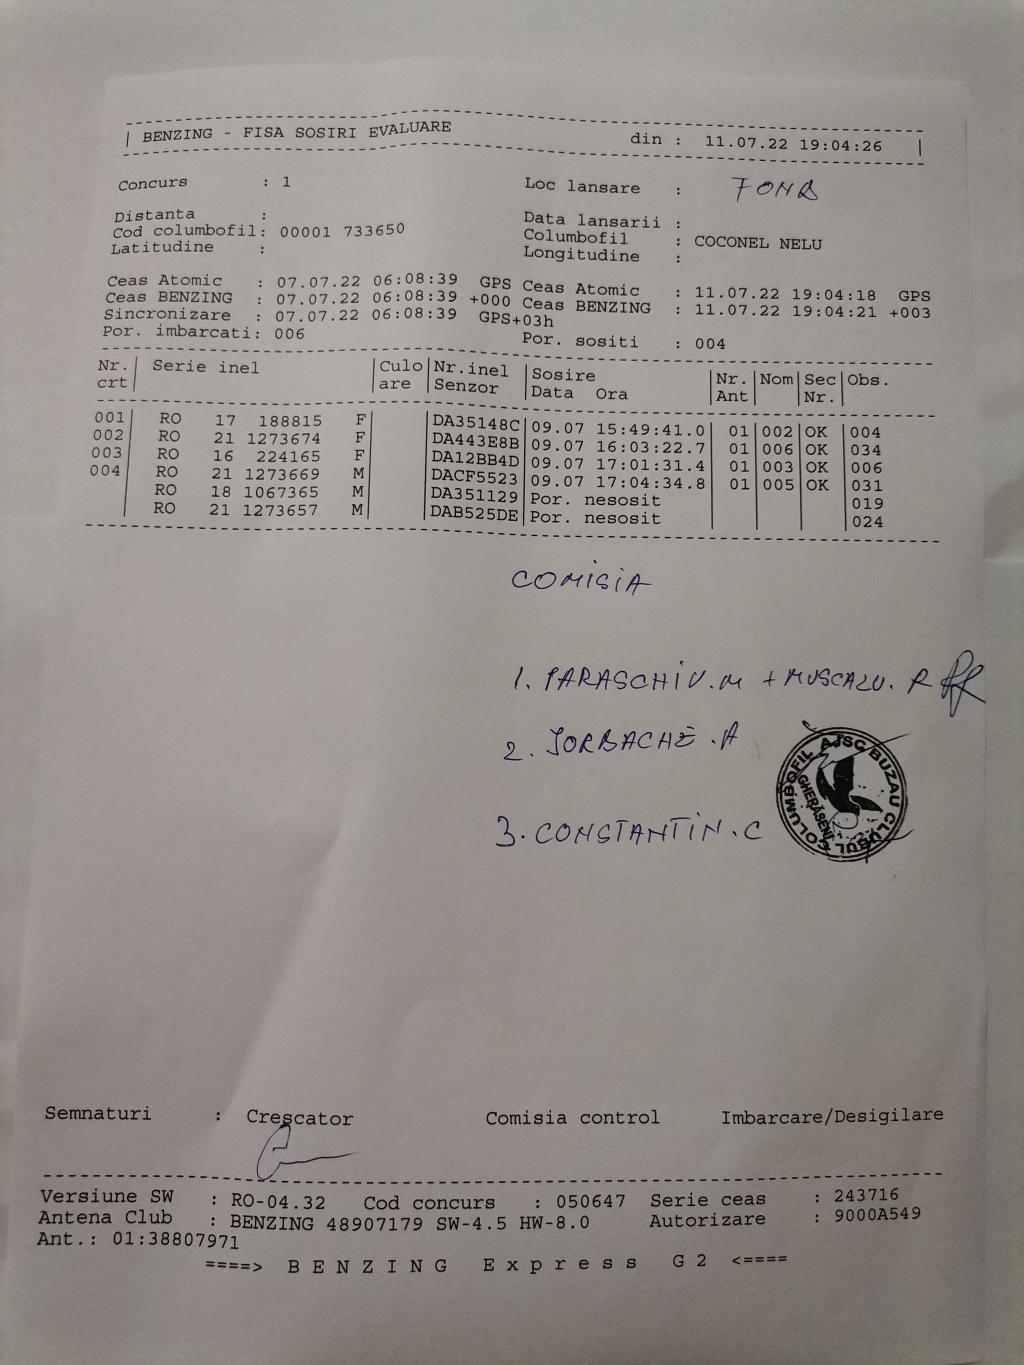 | BENZING - FISA SOSIRI EVALUARE din : 11.07.22 19:04:26 |
Concurs : 1 Loc lansare : FOND
Distanta : Data lansarii :
Cod columbofil: 00001 733650 Columbofil : COCONEL NELU
Latitudine : Longitudine :
Ceas Atomic : 07.07.22 06:08:39 GPS Ceas Atomic : 11.07.22 19:04:18 GPS
Ceas BENZING : 07.07.22 06:08:39 +000 Ceas BENZING : 11.07.22 19:04:21 +003
Sincronizare : 07.07.22 06:08:39 GPS+03h
Por. imbarcati: 006 Por. sositi : 004
Nr. | Serie inel | Culo | Nr.inel | Sosire | Nr. | Nom | Sec | Obs.
crt | are | Senzor | Data Ora | Ant | Nr. |
001 | RO 17 188815 F | DA35148C | 09.07 15:49:41.0 | 01 | 002 | OK | 004
002 | RO 21 1273674 F | DA443E8B | 09.07 16:03:22.7 | 01 | 006 | OK | 034
003 | RO 16 224165 F | DA12BB4D | 09.07 17:01:31.4 | 01 | 003 | OK | 006
004 | RO 21 1273669 M | DACF5523 | 09.07 17:04:34.8 | 01 | 005 | OK | 031
RO 18 1067365 M | DA351129 | Por. nesosit | 019
RO 21 1273657 M | DAB525DE | Por. nesosit | 024
COMISIA
1. PARASCHIV.M + MUSCALU. R
2. IORBACHE .A
3. CONSTANTIN.C
AJSC BUZAU CLUBUL COLUMBOFIL
GHERĂSENI
Semnaturi : Crescator Comisia control Imbarcare/Desigilare
Versiune SW : RO-04.32 Cod concurs : 050647 Serie ceas : 243716
Antena Club : BENZING 48907179 SW-4.5 HW-8.0 Autorizare : 9000A549
Ant.: 01:38807971
====> B E N Z I N G E x p r e s s G 2 <====